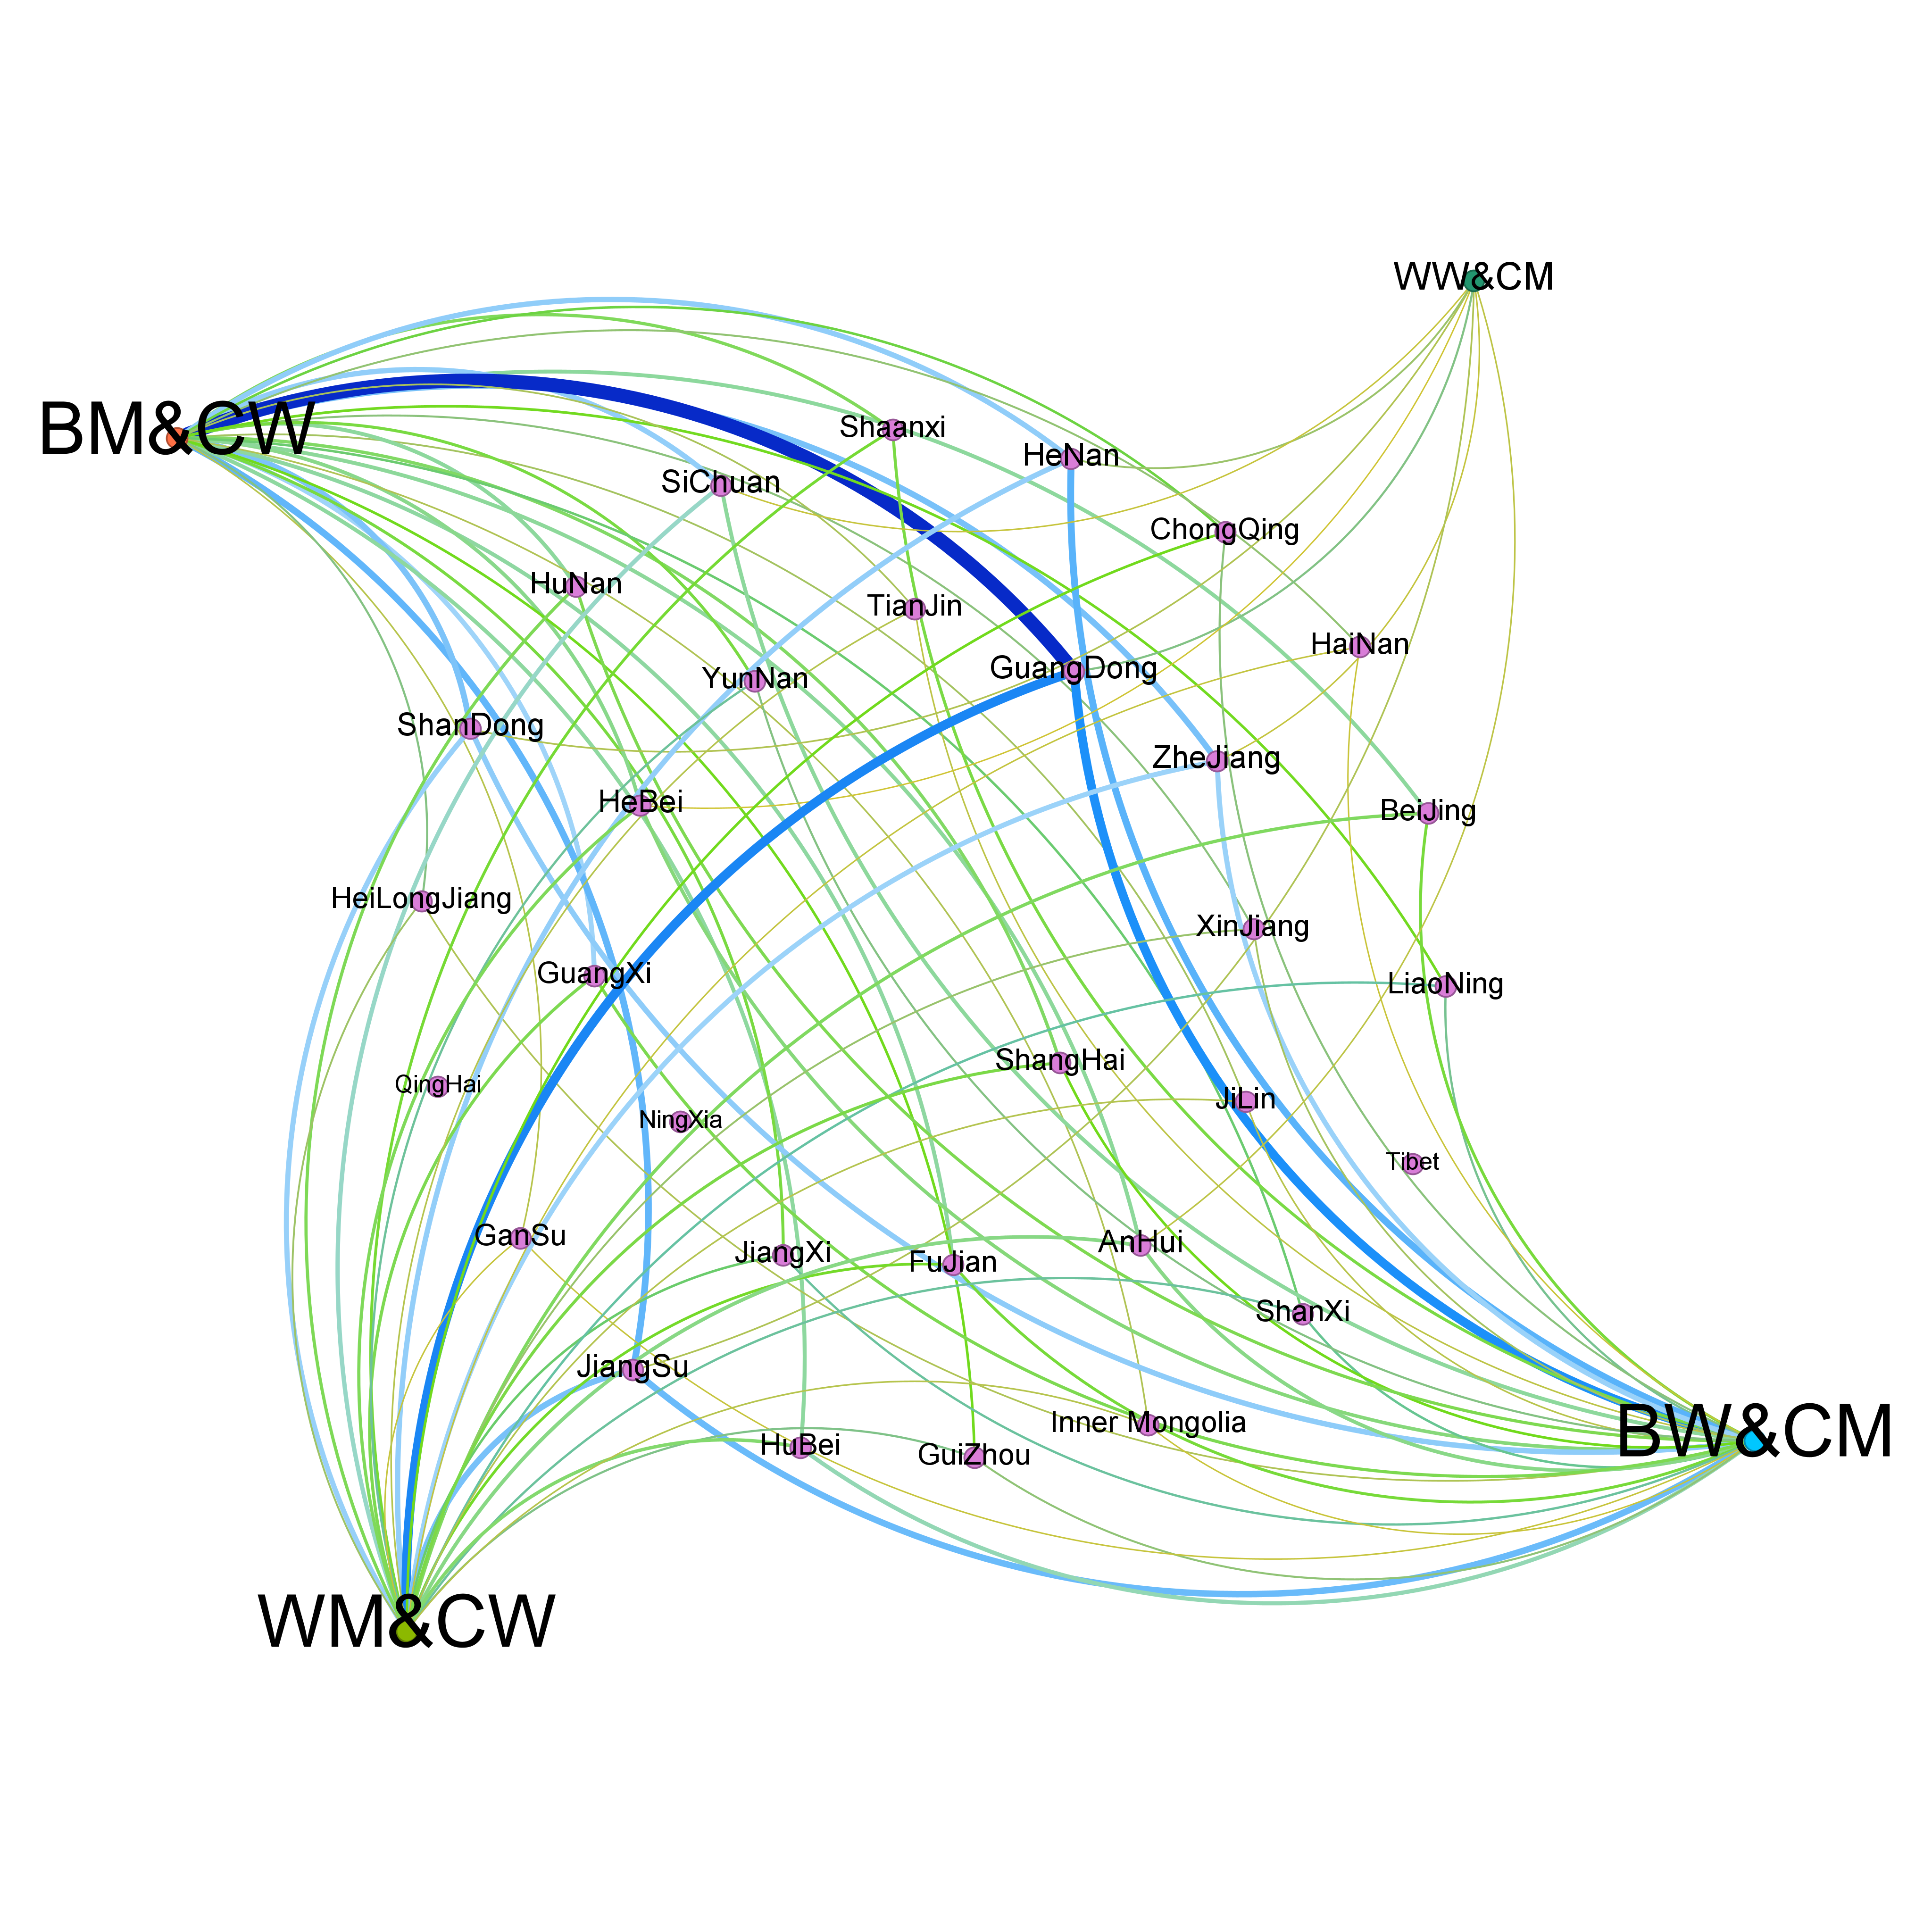 WW&CM
BM&CW
Shaanxi
HeNan
SiChuan
ChongQing
HuNan
TianJin
HaiNan
GuangDong
YunNan
ShanDong
ZheJiang
HeBei
BeiJing
HeiLongJiang
XinJiang
GuangXi
LiaoNing
ShangHai
QingHai
JiLin
NingXia
Tibet
GanSu
JiangXi
FuJian
AnHui
ShanXi
JiangSu
Inner Mongolia
BW&CM
HuBei
GuiZhou
WM&CW